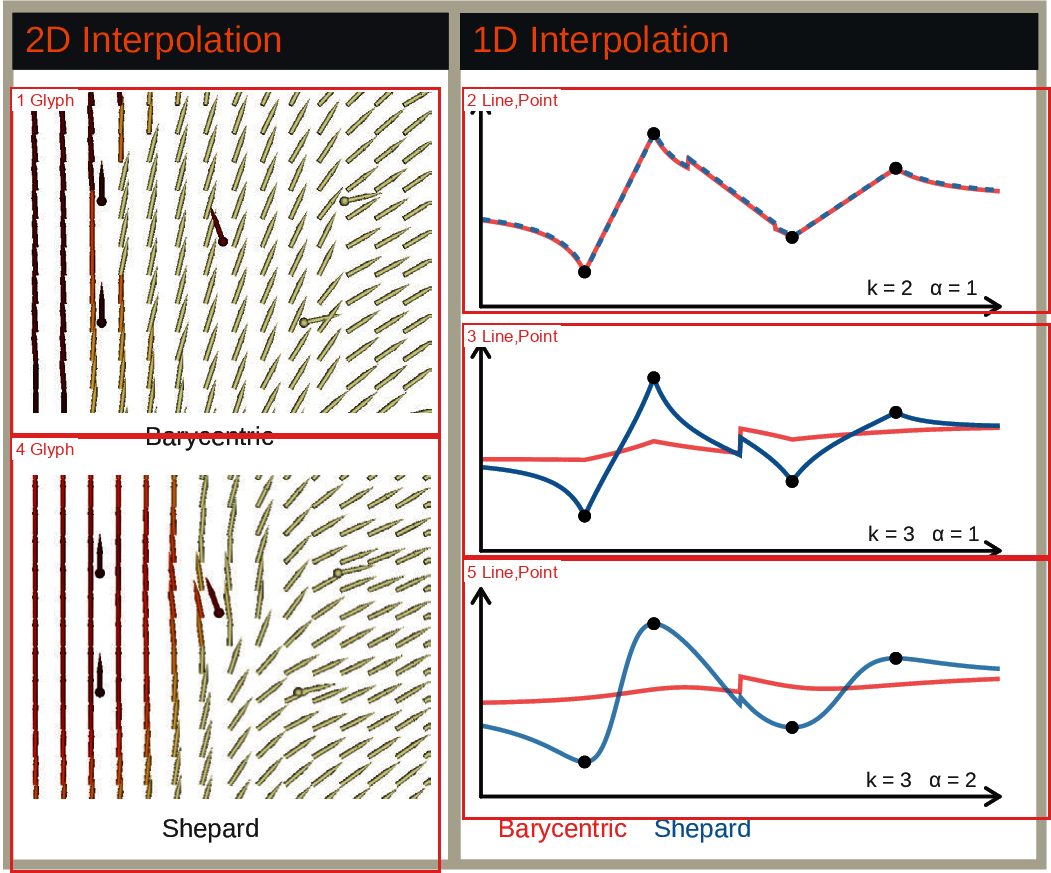 2D Interpolation
1 Glyph
Barycentric
4 Glyph
Shepard
1D Interpolation
2 Line,Point
k = 2 α = 1
3 Line,Point
k = 3 α = 1
5 Line,Point
k = 3 α = 2
Barycentric Shepard